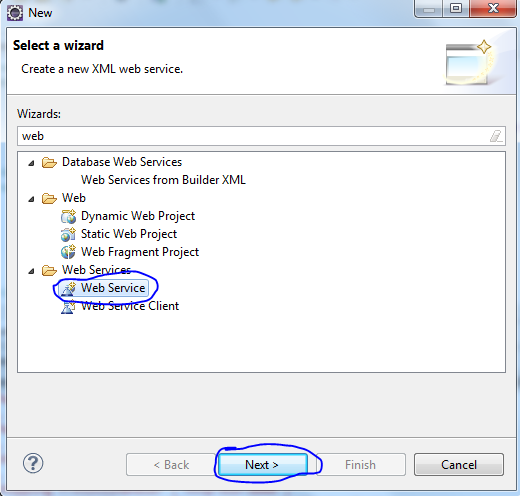 New
Select a wizard
Create a new XML web service.
Wizards:
web
Database Web Services
Web Services from Builder XML
Web
Dynamic Web Project
Static Web Project
Web Fragment Project
Web Services
Web Service
Web Service Client
?
< Back
Next >
Finish
Cancel